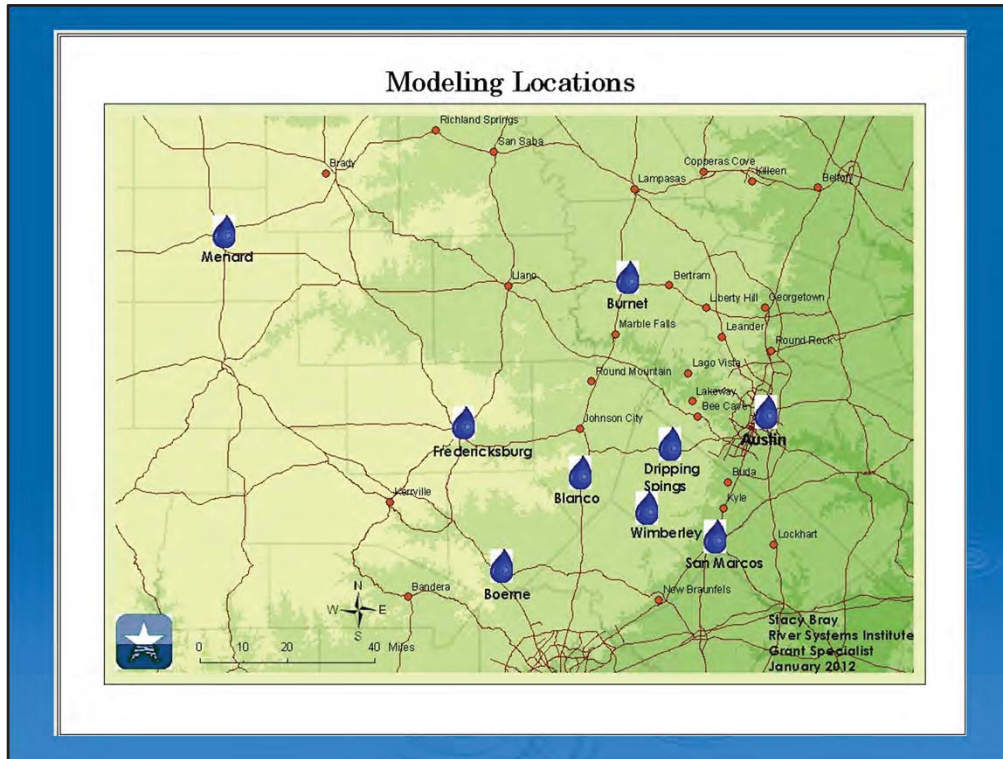 Modeling Locations
Richland Springs
San Saba
Brady
Copperas Cove
Killeen
Lampasas
Belton
Menard
Llano
Burnet
Bertram
Liberty Hill
Georgetown
Marble Falls
Leander
Round Rock
Round Mountain
Lago Vista
Lakeway
Bee Cave
Johnson City
Austin
Fredericksburg
Dripping
Spings
Blanco
Buda
Kerrville
Kyle
Wimberley
San Marcos
Lockhart
Boerne
Bandera
New Braunfels
N
W
E
S
0 10 20 40 Miles
Stacy Bray
River Systems Institute
Grant Specialist
January 2012